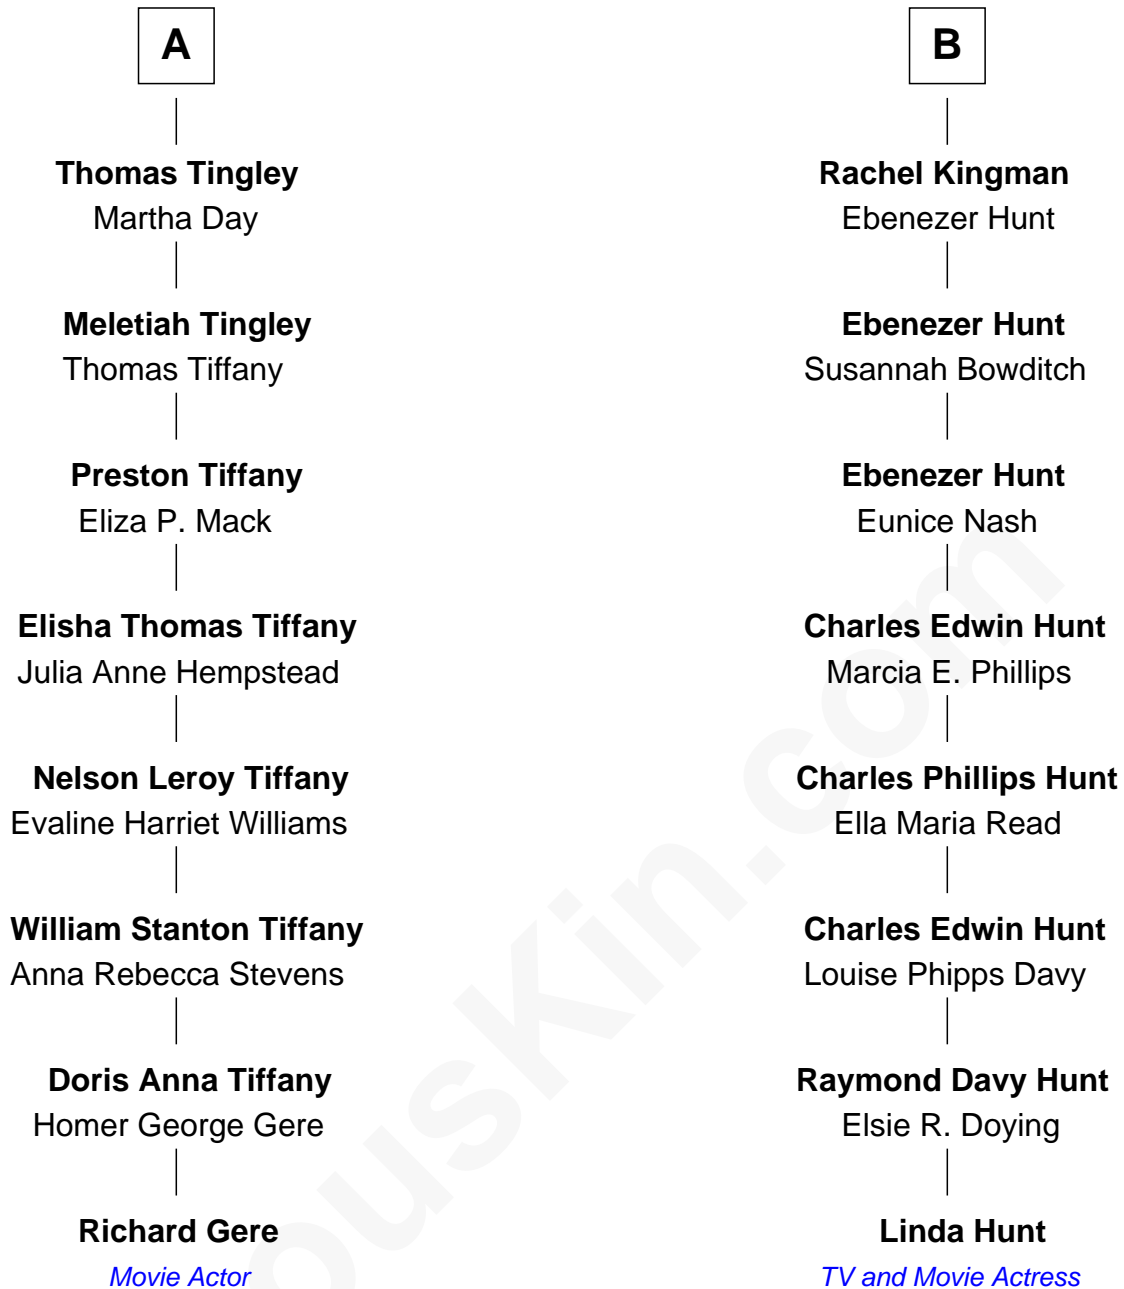 A
Thomas Tingley
Martha Day
Meletiah Tingley
Thomas Tiffany
Preston Tiffany
Eliza P. Mack
Elisha Thomas Tiffany
Julia Anne Hempstead
Nelson Leroy Tiffany
Evaline Harriet Williams
William Stanton Tiffany
Anna Rebecca Stevens
Doris Anna Tiffany
Homer George Gere
Richard Gere
Movie Actor
B
Rachel Kingman
Ebenezer Hunt
Ebenezer Hunt
Susannah Bowditch
Ebenezer Hunt
Eunice Nash
Charles Edwin Hunt
Marcia E. Phillips
Charles Phillips Hunt
Ella Maria Read
Charles Edwin Hunt
Louise Phipps Davy
Raymond Davy Hunt
Elsie R. Doying
Linda Hunt
TV and Movie Actress
ousKin.com